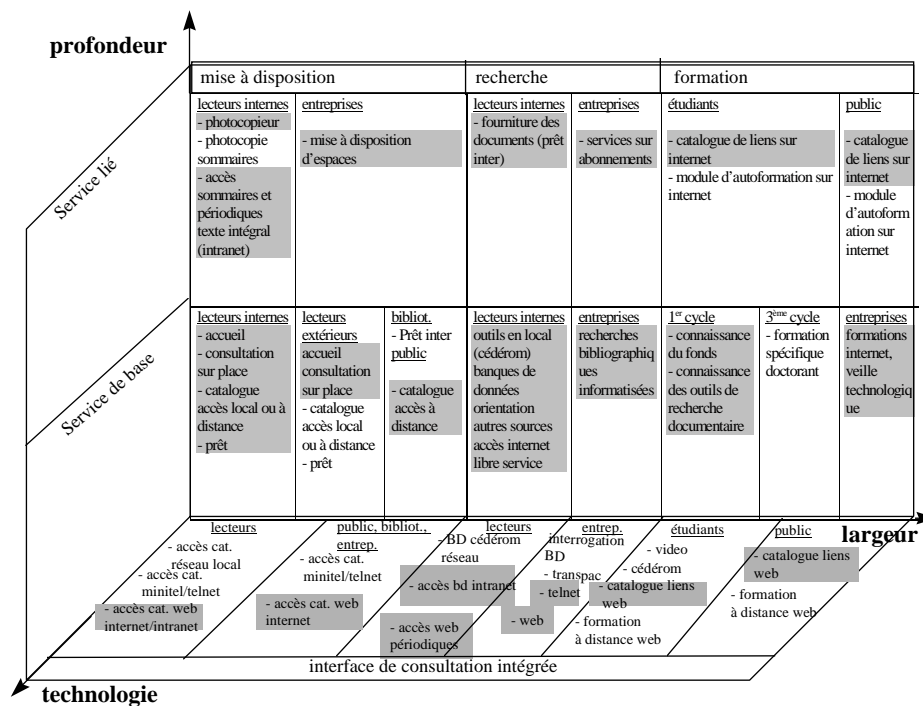 profondeur
mise à disposition
recherche
formation
Service lié
lecteurs internes
- photocopieur
- photocopie
sommaires
- accès
sommaires et
périodiques
texte intégral
(intranet)
entreprises
- mise à disposition
d'espaces
lecteurs internes
- fourniture des
documents (prêt
inter)
entreprises
- services sur
abonnements
étudiants
- catalogue de liens sur
internet
- module d'autoformation sur
internet
public
- catalogue
de liens sur
internet
- module
d'autoform
ation sur
internet
Service de base
lecteurs internes
- accueil
- consultation
sur place
- catalogue
accès local ou à
distance
- prêt
lecteurs
extérieurs
accueil
consultation
sur place
- catalogue
accès local
ou à distance
- prêt
bibliot.
- Prêt inter
public
- catalogue
accès à
distance
lecteurs internes
outils en local
(cédérom)
banques de
données
orientation
autres sources
accès internet
libre service
entreprises
recherches
bibliographiq
ues
informatisées
1er cycle
- connaissance
du fonds
- connaissance
des outils de
recherche
documentaire
3ème cycle
- formation
spécifique
doctorant
entreprises
formations
internet,
veille
technologiq
ue
largeur
lecteurs
- accès cat.
réseau local
- accès cat.
minitel/telnet
- accès cat. web
internet/intranet
public, bibliot.,
entrep.
- accès cat.
minitel/telnet
- accès cat. web
internet
lecteurs
- BD cédérom
réseau
- accès bd intranet
- accès web
périodiques
entrep.
interrogation
BD
- transpac
- telnet
- web
étudiants
- video
- cédérom
- catalogue liens
web
- formation
à distance web
public
- catalogue liens
web
- formation
à distance web
interface de consultation intégrée
technologie